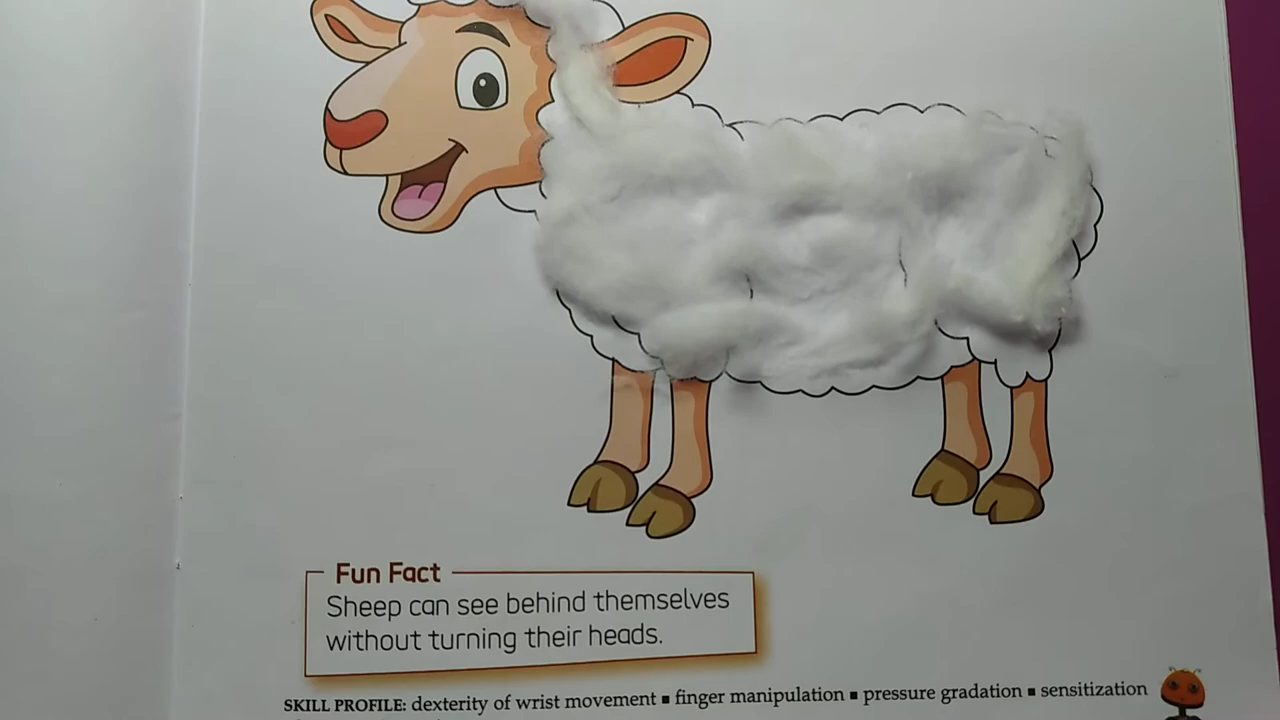 Fun Fact
Sheep can see behind themselves
without turning their heads.
SKILL PROFILE: dexterity of wrist movement ▪ finger manipulation ▪ pressure gradation ▪ sensitization